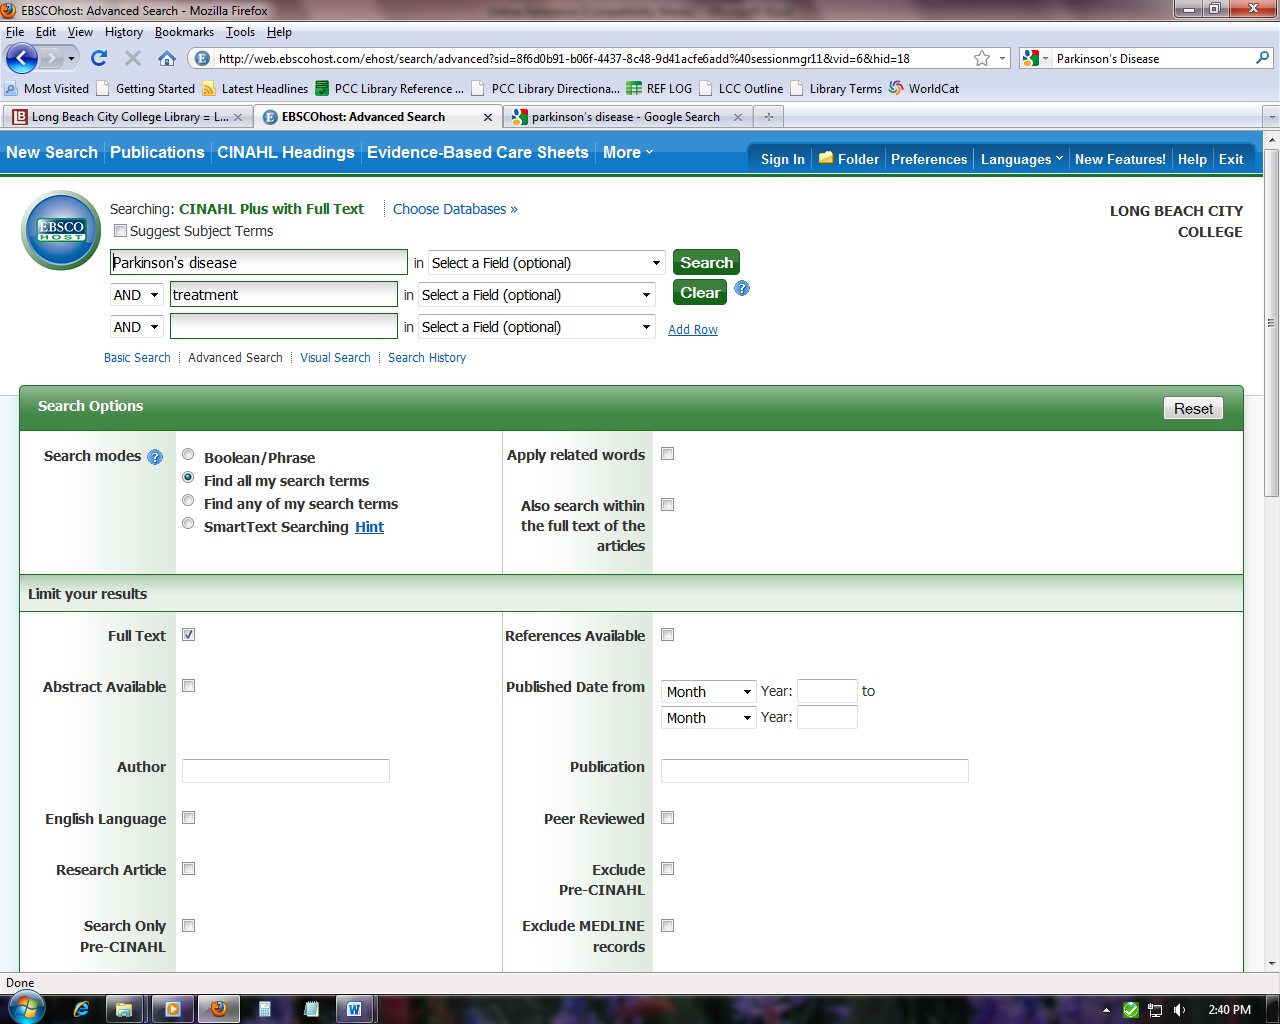 EBSCOhost: Advanced Search - Mozilla Firefox
File Edit View History Bookmarks Tools Help
http://web.ebscohost.com/ehost/search/advanced?sid=8f6d0b91-b06f-4437-8c48-9d41acfe6add%40sessionmgr11&vid=6&hid=18
Parkinson's Disease
Most Visited Getting Started Latest Headlines PCC Library Reference ... PCC Library Directiona... REF LOG LCC Outline Library Terms WorldCat
Long Beach City College Library = L... EBSCOhost: Advanced Search parkinson's disease - Google Search
New Search Publications CINAHL Headings Evidence-Based Care Sheets More
Sign In Folder Preferences Languages New Features! Help Exit
EBSCO
HOST
Searching: CINAHL Plus with Full Text Choose Databases »
Suggest Subject Terms
LONG BEACH CITY
COLLEGE
Parkinson's disease in Select a Field (optional) Search
AND treatment in Select a Field (optional) Clear
AND in Select a Field (optional) Add Row
Basic Search Advanced Search Visual Search Search History
Search Options Reset
Search modes
Boolean/Phrase
Find all my search terms
Find any of my search terms
SmartText Searching Hint
Apply related words
Also search within
the full text of the
articles
Limit your results
Full Text References Available
Abstract Available Published Date from Month Year: to
Month Year:
Author Publication
English Language Peer Reviewed
Research Article Exclude
Pre-CINAHL
Search Only Exclude MEDLINE
Pre-CINAHL records
Done
2:40 PM